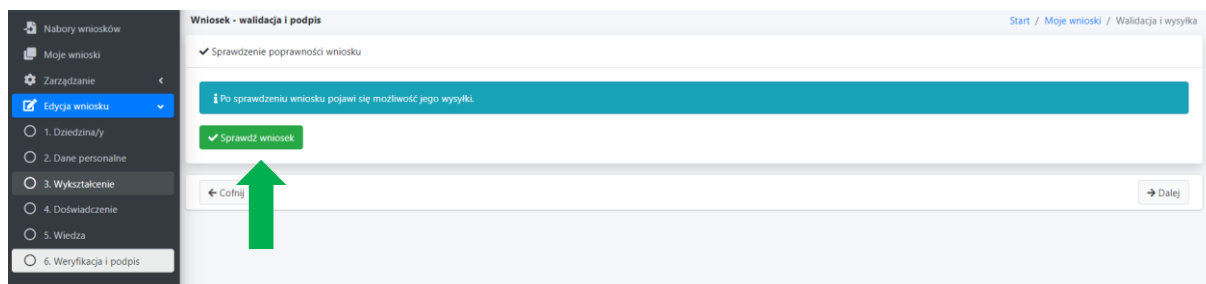 Nabory wniosków
Moje wnioski
Zarządzanie
Edycja wniosku
1. Dziedzina/y
2. Dane personalne
3. Wykształcenie
4. Doświadczenie
5. Wiedza
6. Weryfikacja i podpis
Wniosek - walidacja i podpis
Start / Moje wnioski / Walidacja i wysyłka
Sprawdzenie poprawności wniosku
Po sprawdzeniu wniosku pojawi się możliwość jego wysyłki.
Sprawdź wniosek
Cofnij
Dalej